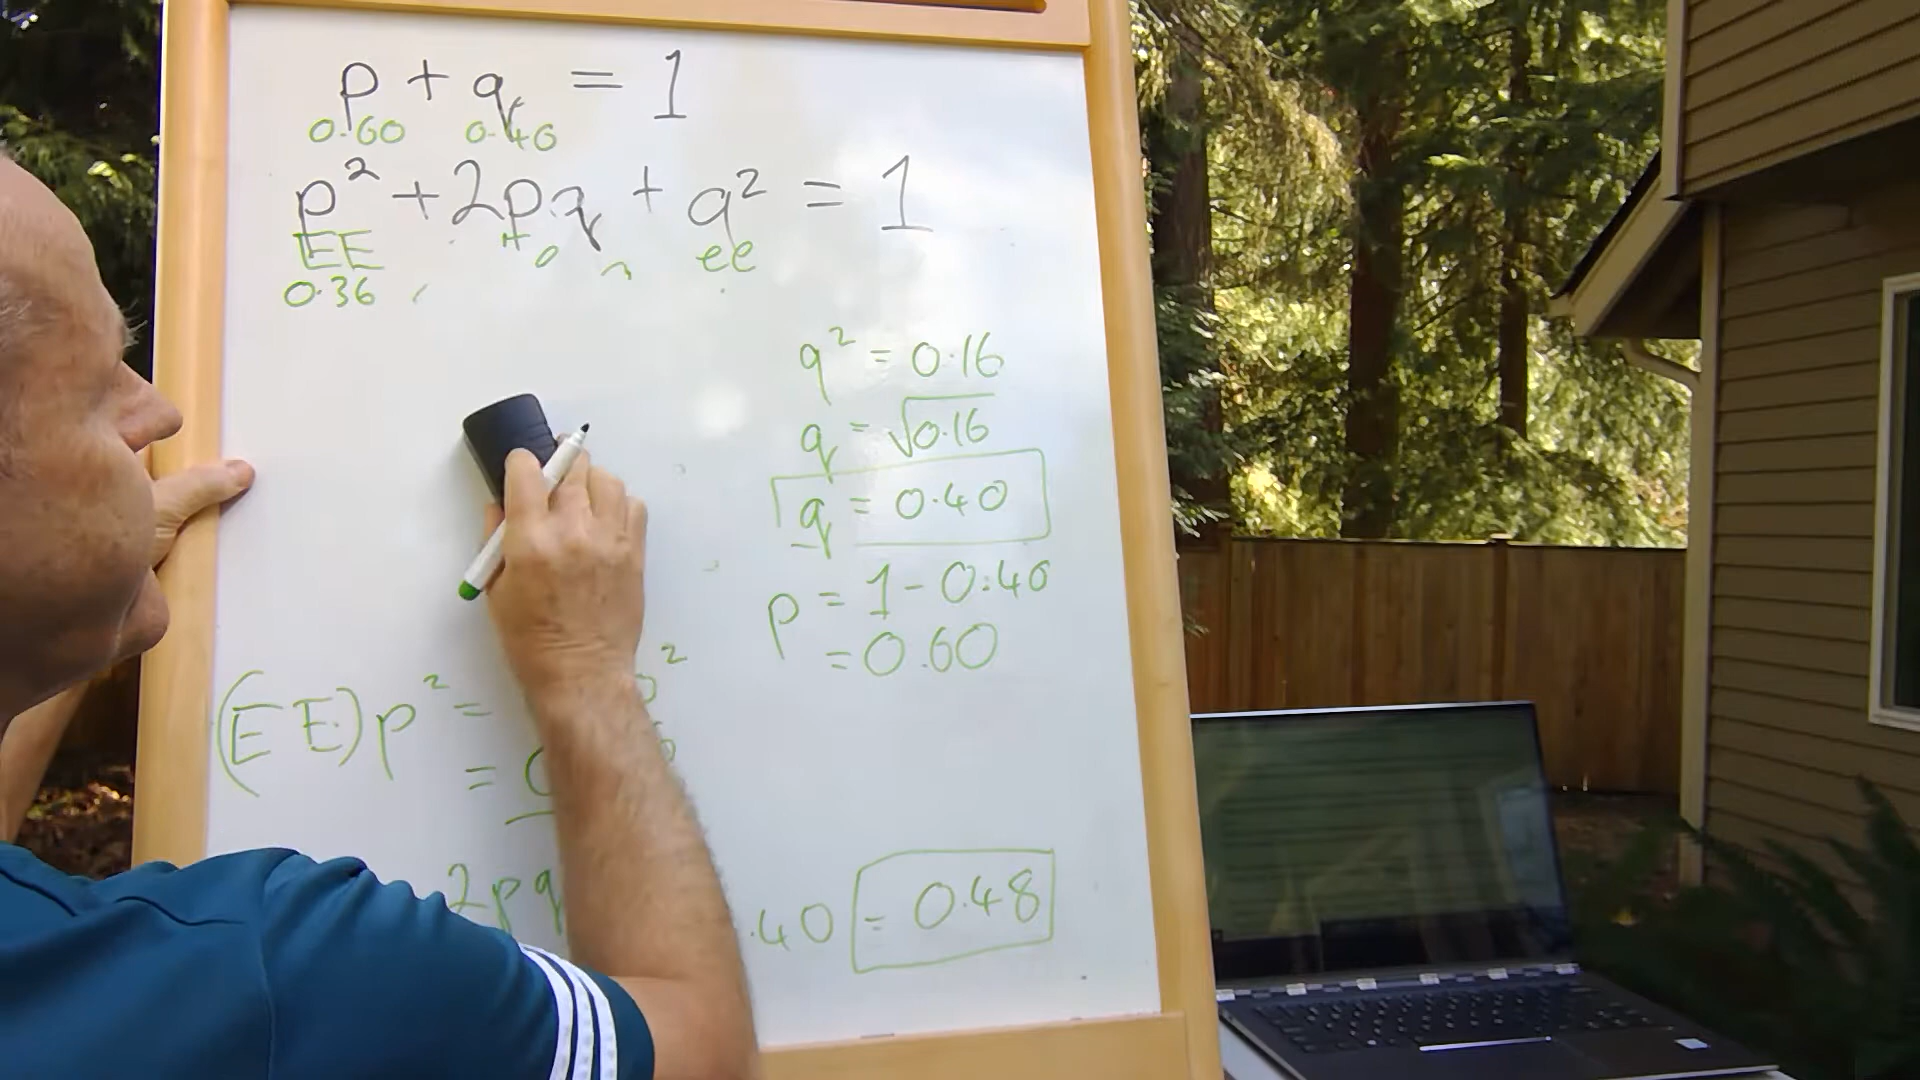 p + q = 1
0.60 0.40
p² + 2pq + q² = 1
EE ee
0.36
q² = 0.16
q = √0.16
q = 0.40
p = 1 - 0.40
= 0.60
(EE) p² = ²
=
2pq .40 = 0.48